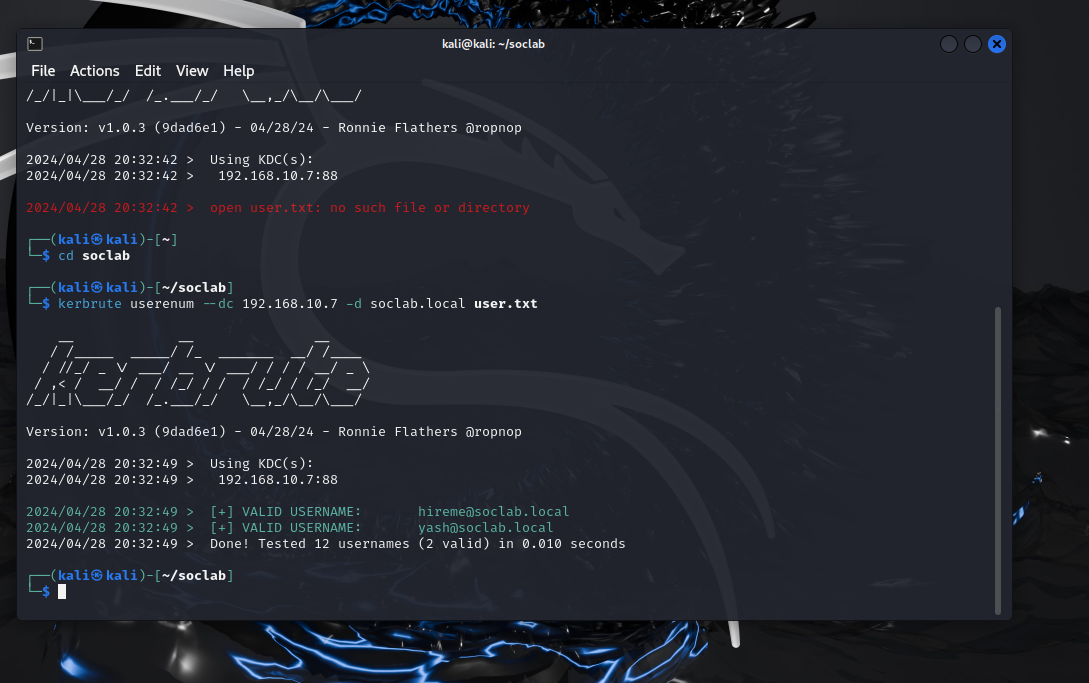 kali@kali: ~/soclab
File Actions Edit View Help
/_/|_|\___/_/  /_.___/_/   \__,_/\__/\___/
Version: v1.0.3 (9dad6e1) - 04/28/24 - Ronnie Flathers @ropnop
2024/04/28 20:32:42 >  Using KDC(s):
2024/04/28 20:32:42 >   192.168.10.7:88
2024/04/28 20:32:42 >  open user.txt: no such file or directory
┌──(kali㉿kali)-[~]
└─$ cd soclab
┌──(kali㉿kali)-[~/soclab]
└─$ kerbrute userenum --dc 192.168.10.7 -d soclab.local user.txt
    __             __               __
   / /_____  _____/ /_  _______  __/ /____
  / //_/ _ \/ ___/ __ \/ ___/ / / / __/ _ \
 / ,< /  __/ /  / /_/ / /  / /_/ / /_/  __/
/_/|_|\___/_/  /_.___/_/   \__,_/\__/\___/
Version: v1.0.3 (9dad6e1) - 04/28/24 - Ronnie Flathers @ropnop
2024/04/28 20:32:49 >  Using KDC(s):
2024/04/28 20:32:49 >   192.168.10.7:88
2024/04/28 20:32:49 >  [+] VALID USERNAME:       hireme@soclab.local
2024/04/28 20:32:49 >  [+] VALID USERNAME:       yash@soclab.local
2024/04/28 20:32:49 >  Done! Tested 12 usernames (2 valid) in 0.010 seconds
┌──(kali㉿kali)-[~/soclab]
└─$